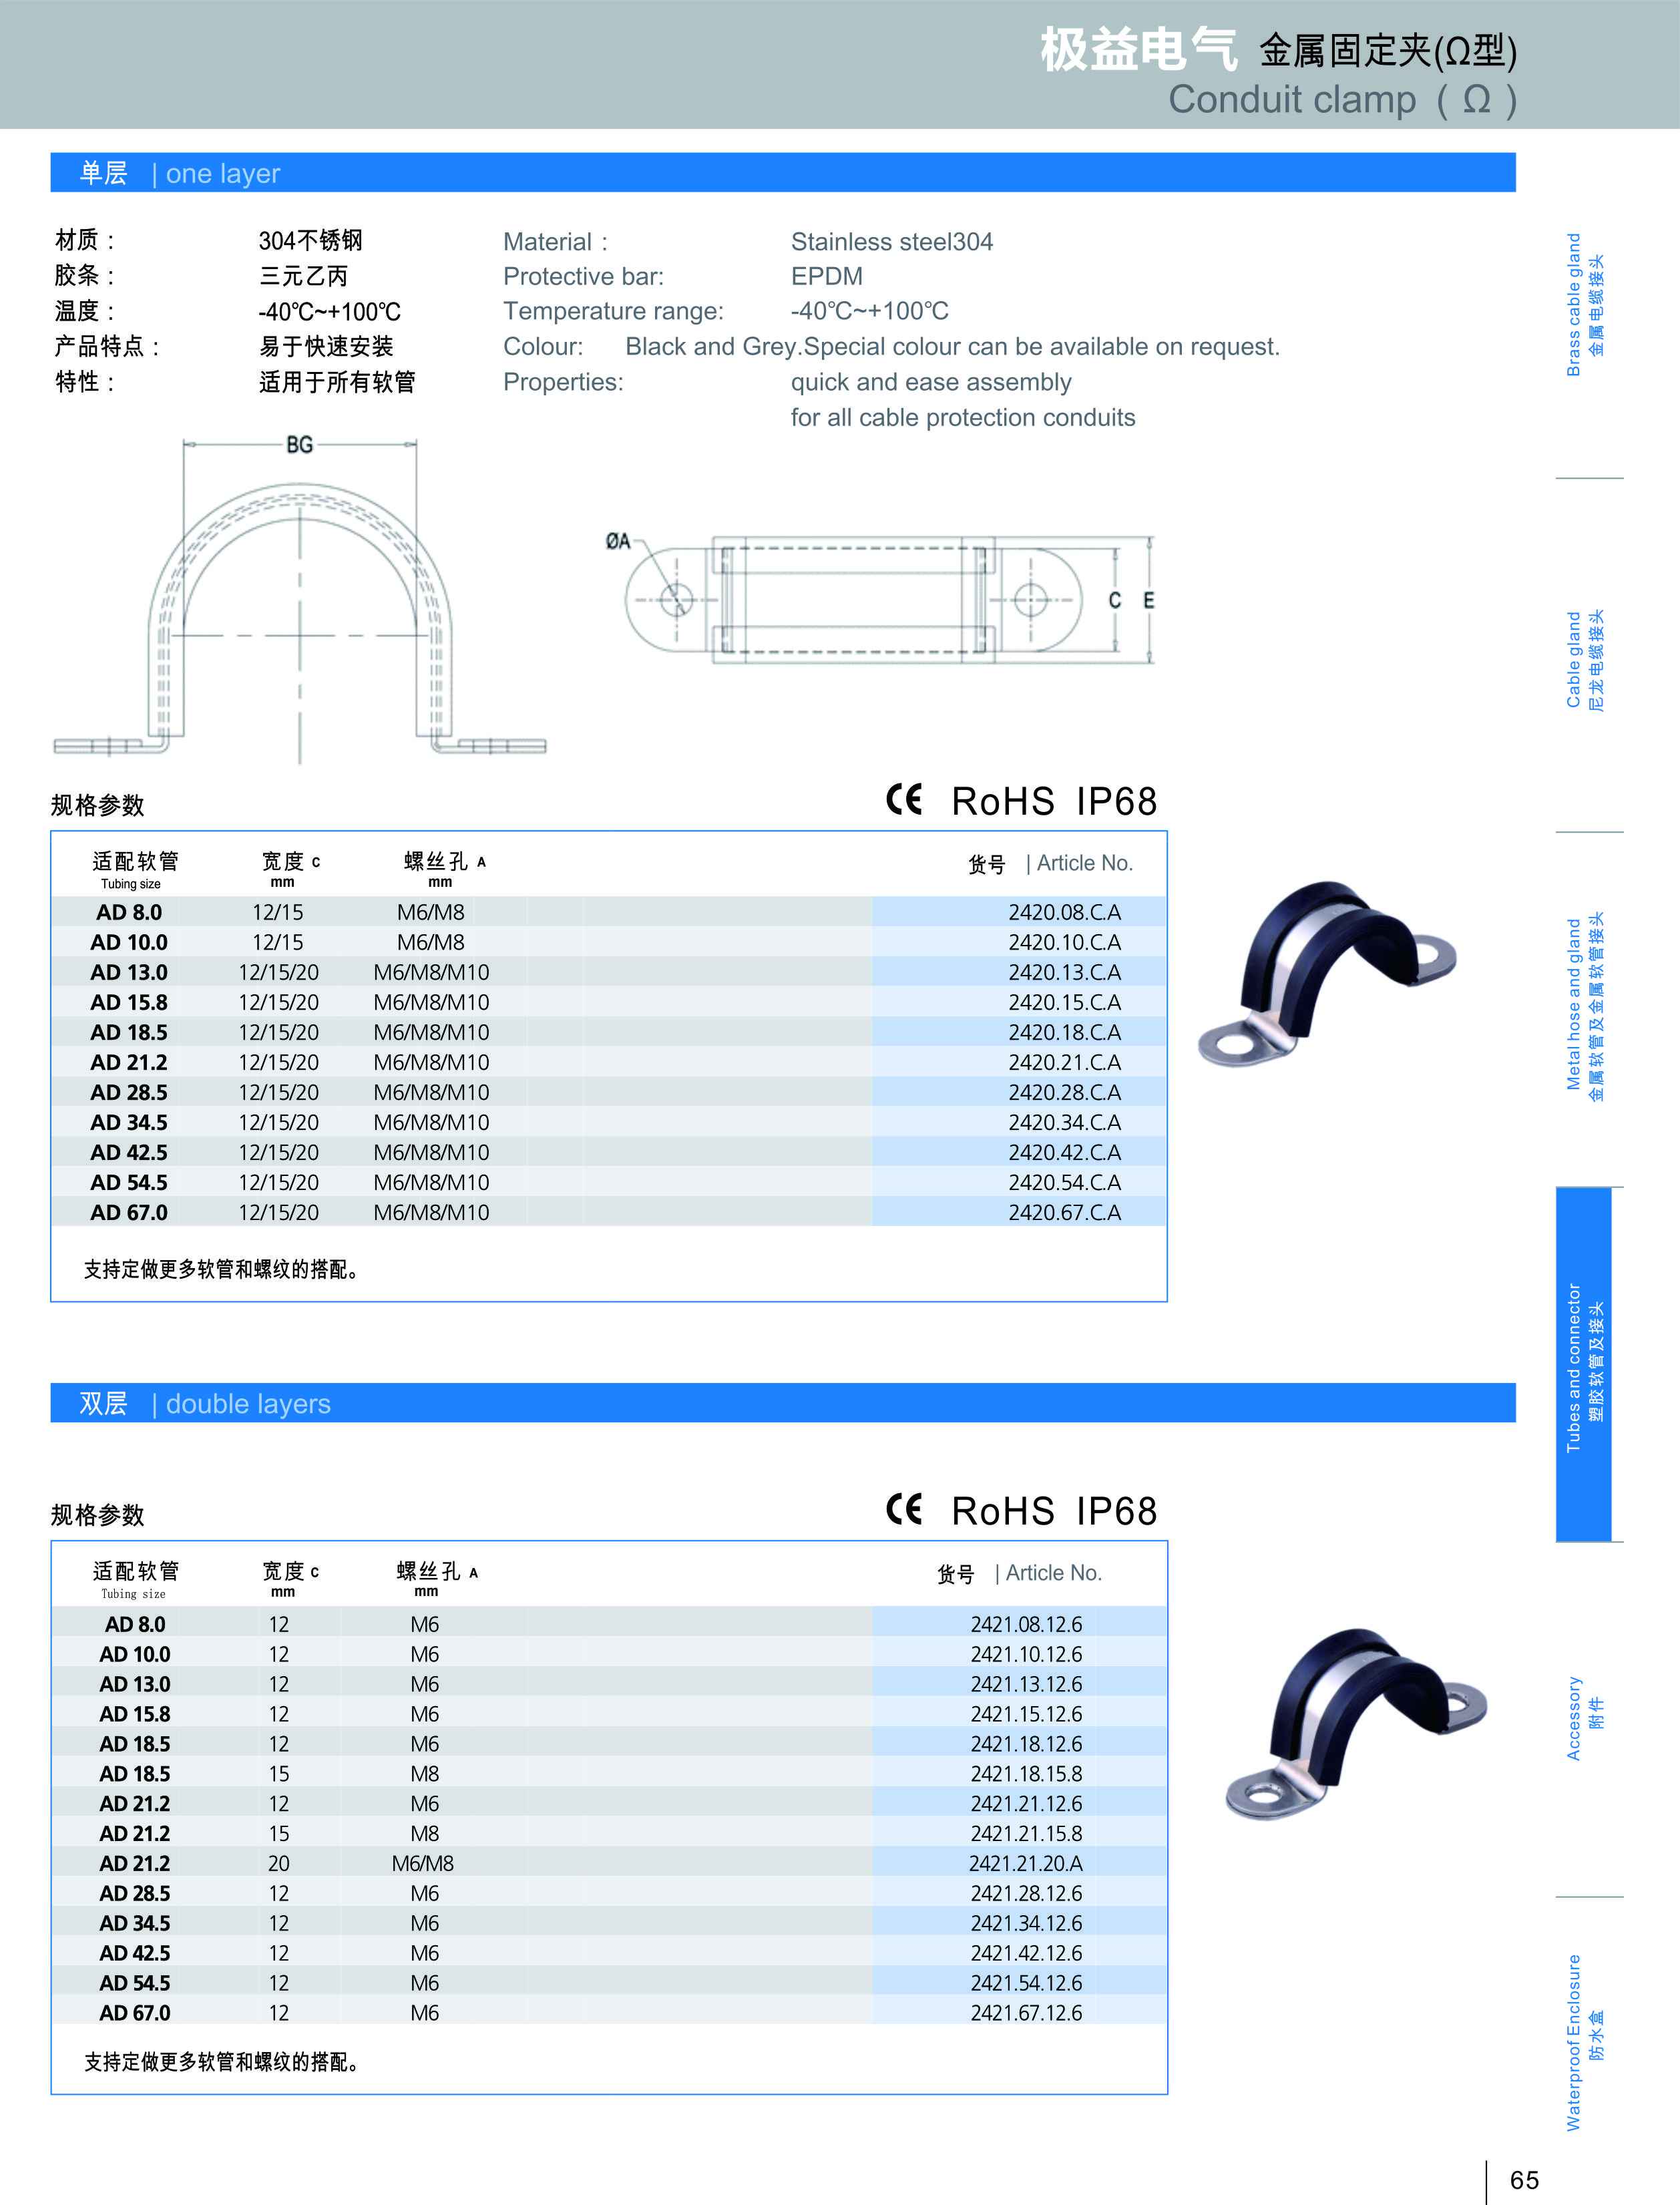 极益电气 金属固定夹(Ω型)
Conduit clamp ( Ω )
单层 | one layer
材质： 304不锈钢
胶条： 三元乙丙
温度： -40℃~+100℃
产品特点： 易于快速安装
特性： 适用于所有软管
Material： Stainless steel304
Protective bar: EPDM
Temperature range: -40℃~+100℃
Colour: Black and Grey.Special colour can be available on request.
Properties: quick and ease assembly
for all cable protection conduits
BG
ØA
C E
规格参数
CE RoHS IP68
适配软管 宽度 C 螺丝孔 A 货号 | Article No.
Tubing size mm mm
AD 8.0 12/15 M6/M8 2420.08.C.A
AD 10.0 12/15 M6/M8 2420.10.C.A
AD 13.0 12/15/20 M6/M8/M10 2420.13.C.A
AD 15.8 12/15/20 M6/M8/M10 2420.15.C.A
AD 18.5 12/15/20 M6/M8/M10 2420.18.C.A
AD 21.2 12/15/20 M6/M8/M10 2420.21.C.A
AD 28.5 12/15/20 M6/M8/M10 2420.28.C.A
AD 34.5 12/15/20 M6/M8/M10 2420.34.C.A
AD 42.5 12/15/20 M6/M8/M10 2420.42.C.A
AD 54.5 12/15/20 M6/M8/M10 2420.54.C.A
AD 67.0 12/15/20 M6/M8/M10 2420.67.C.A
支持定做更多软管和螺纹的搭配。
双层 | double layers
规格参数
CE RoHS IP68
适配软管 宽度 C 螺丝孔 A 货号 | Article No.
Tubing size mm mm
AD 8.0 12 M6 2421.08.12.6
AD 10.0 12 M6 2421.10.12.6
AD 13.0 12 M6 2421.13.12.6
AD 15.8 12 M6 2421.15.12.6
AD 18.5 12 M6 2421.18.12.6
AD 18.5 15 M8 2421.18.15.8
AD 21.2 12 M6 2421.21.12.6
AD 21.2 15 M8 2421.21.15.8
AD 21.2 20 M6/M8 2421.21.20.A
AD 28.5 12 M6 2421.28.12.6
AD 34.5 12 M6 2421.34.12.6
AD 42.5 12 M6 2421.42.12.6
AD 54.5 12 M6 2421.54.12.6
AD 67.0 12 M6 2421.67.12.6
支持定做更多软管和螺纹的搭配。
Brass cable gland
金属电缆接头
Cable gland
尼龙电缆接头
Metal hose and gland
金属软管及金属软管接头
Tubes and connector
塑胶软管及接头
Accessory
附件
Waterproof Enclosure
防水盒
65